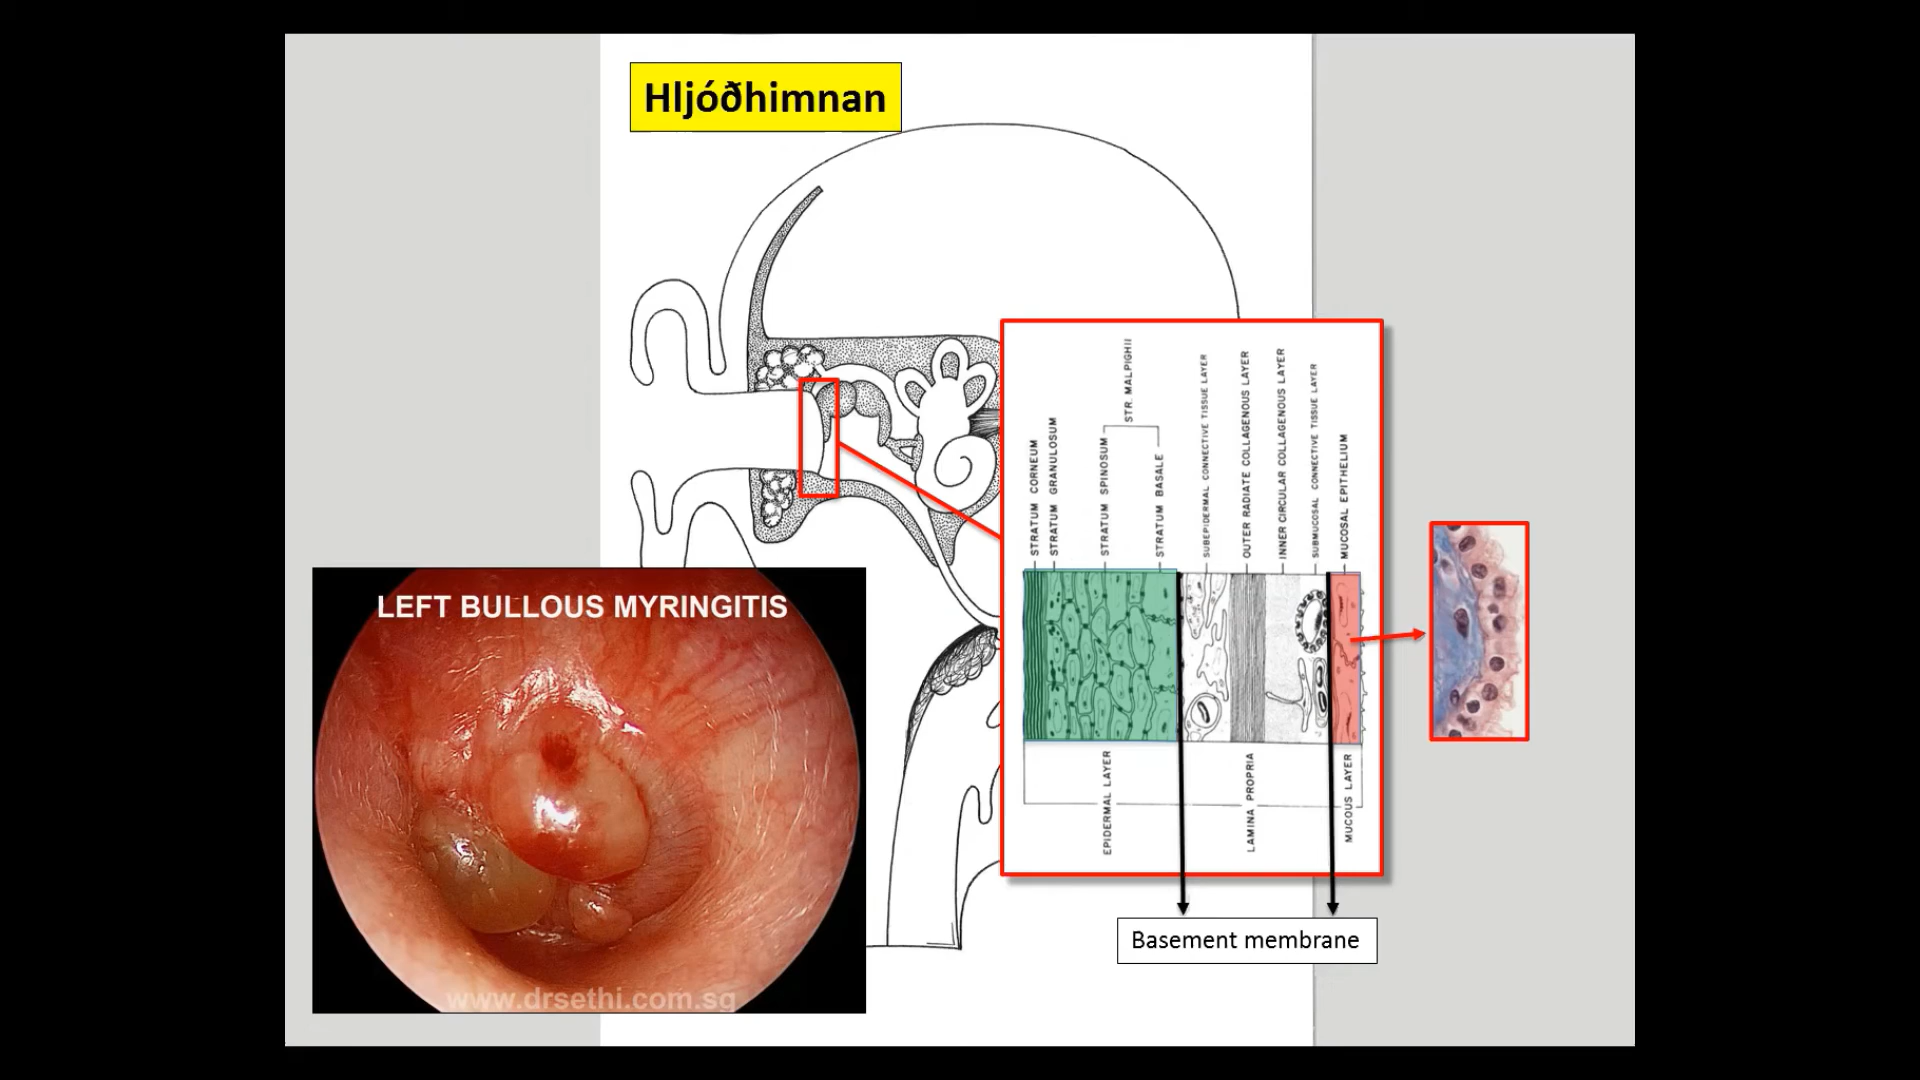 Hljóðhimnan
LEFT BULLOUS MYRINGITIS
www.drsethi.com.sg
STRATUM CORNEUM
STRATUM GRANULOSUM
STRATUM SPINOSUM
STR. MALPIGHII
STRATUM BASALE
SUBEPIDERMAL CONNECTIVE TISSUE LAYER
OUTER RADIATE COLLAGENOUS LAYER
INNER CIRCULAR COLLAGENOUS LAYER
SUBMUCOSAL CONNECTIVE TISSUE LAYER
MUCOSAL EPITHELIUM
EPIDERMAL LAYER
LAMINA PROPRIA
MUCOUS LAYER
Basement membrane